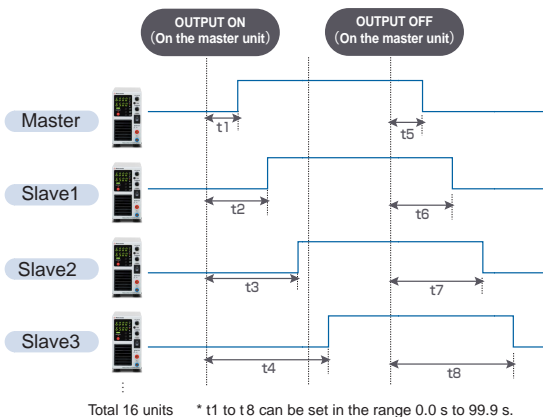 OUTPUT ON
(On the master unit)
OUTPUT OFF
(On the master unit)
Master
t1
t5
Slave1
t2
t6
Slave2
t3
t7
Slave3
t4
t8
Total 16 units
* t1 to t8 can be set in the range 0.0 s to 99.9 s.